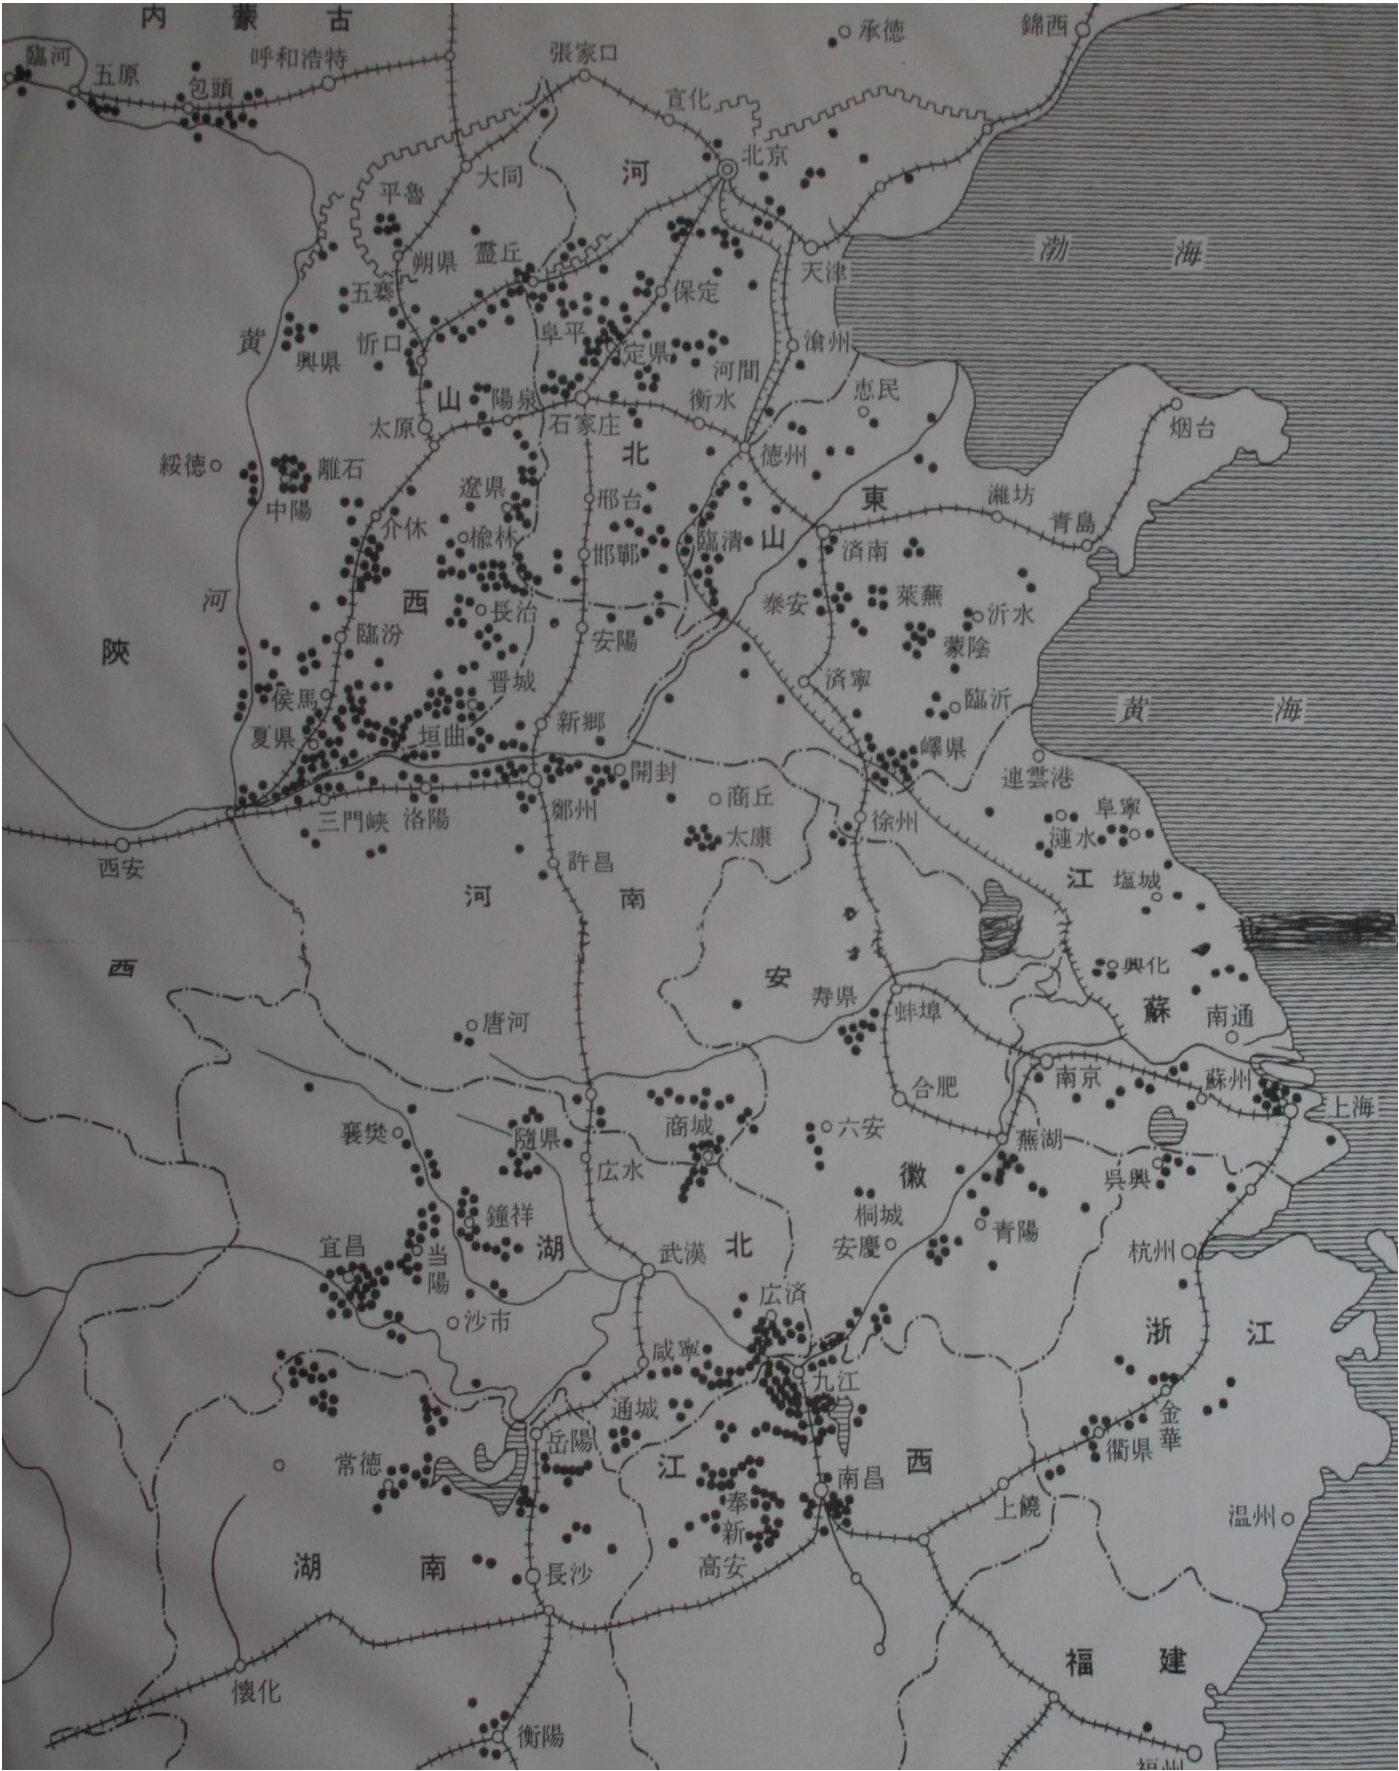 内蒙古
承徳
錦西
臨河
五原
包頭
呼和浩特
張家口
宣化
北京
大同
河
平魯
朔県
霊丘
天津
渤海
五寨
保定
黄
興県
忻口
阜平
定県
滄州
河間
山
陽泉
石家庄
衡水
恵民
烟台
太原
北
徳州
綏徳
離石
中陽
遼県
邢台
東
濰坊
青島
介休
楡林
邯鄲
臨清
山
済南
河
西
長治
泰安
萊蕪
沂水
陝
臨汾
安陽
蒙陰
晋城
済寧
臨沂
侯馬
黄海
夏県
垣曲
新郷
嶧県
開封
連雲港
三門峡
洛陽
鄭州
商丘
徐州
阜寧
太康
漣水
西安
許昌
江
塩城
河南
西
安
興化
寿県
蚌埠
蘇
唐河
南通
南京
蘇州
合肥
上海
襄樊
隨県
商城
六安
蕪湖
広水
徽
呉興
鐘祥
桐城
青陽
宜昌
当陽
湖
北
安慶
武漢
杭州
広済
沙市
浙江
咸寧
九江
通城
金華
岳陽
衢県
常徳
江
西
南昌
奉新
上饒
温州
湖南
長沙
高安
福建
懐化
衡陽
福州